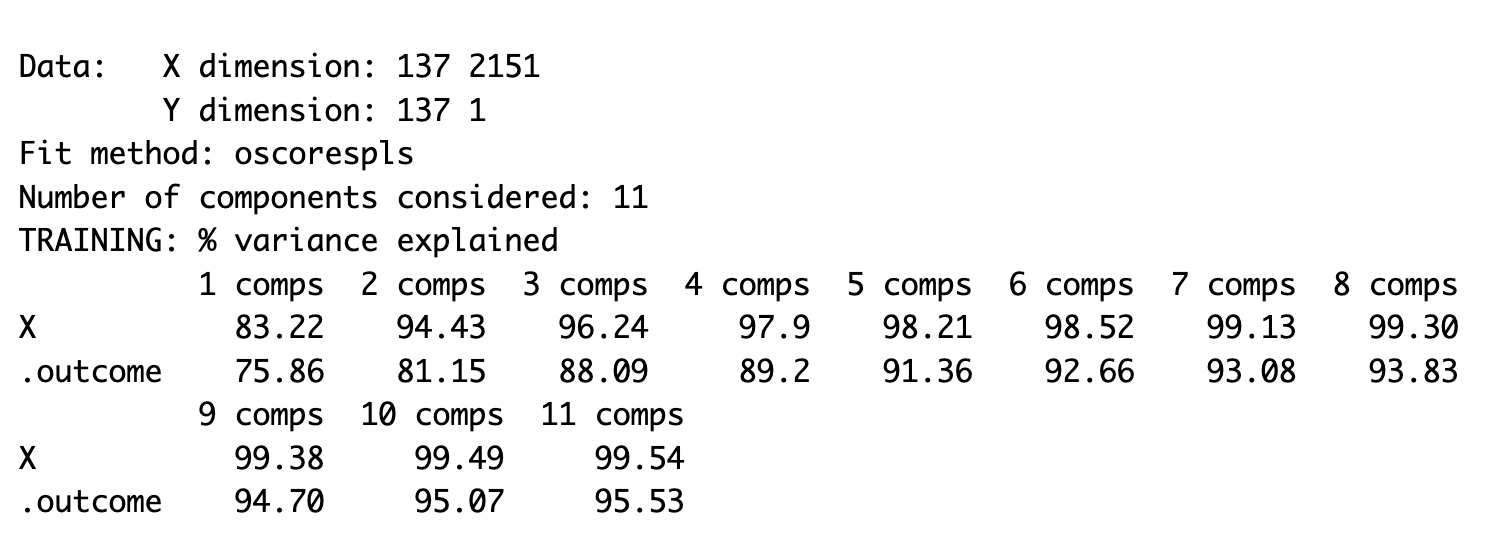 Data:   X dimension: 137 2151
        Y dimension: 137 1
Fit method: oscorespls
Number of components considered: 11
TRAINING: % variance explained
          1 comps  2 comps  3 comps  4 comps  5 comps  6 comps  7 comps  8 comps
X           83.22    94.43    96.24     97.9    98.21    98.52    99.13    99.30
.outcome    75.86    81.15    88.09     89.2    91.36    92.66    93.08    93.83
          9 comps  10 comps  11 comps
X           99.38     99.49     99.54
.outcome    94.70     95.07     95.53